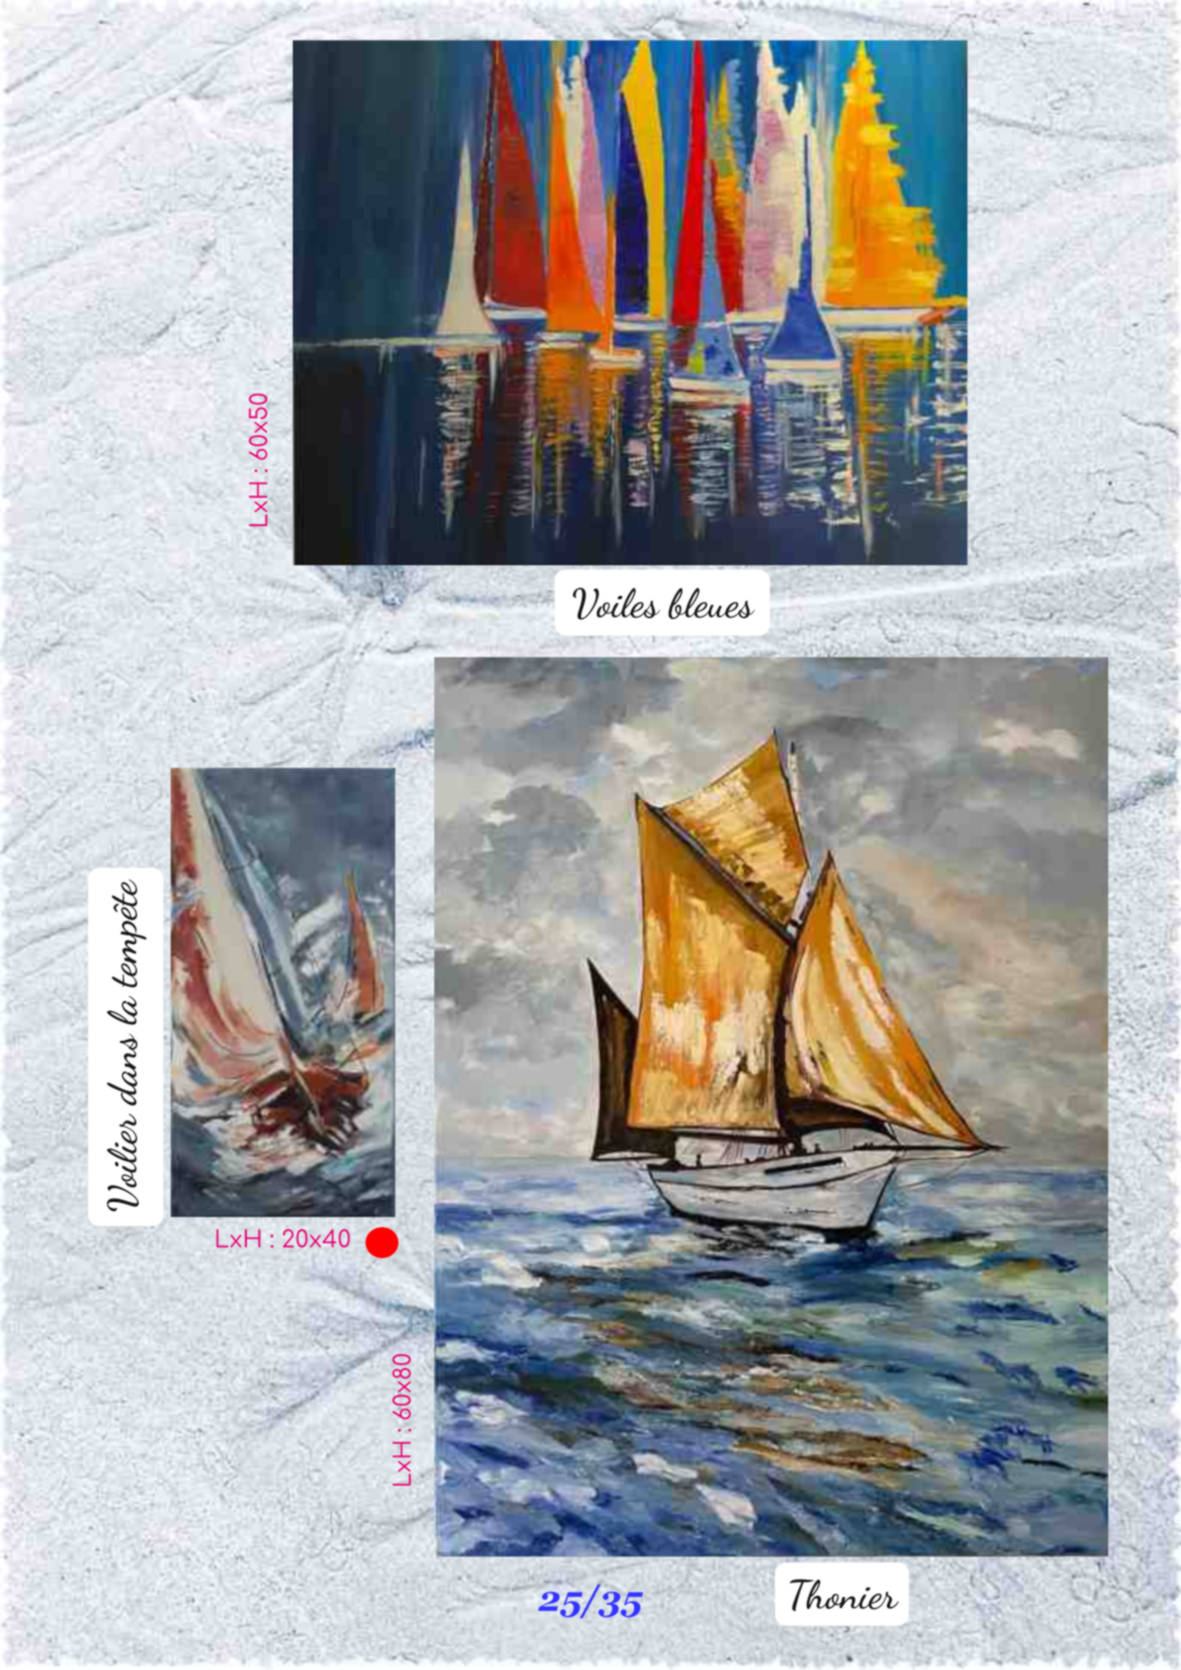 LxH : 60x50
Voiles bleues
Voilier dans la tempête
LxH : 20x40
LxH : 60x80
Thonier
25/35